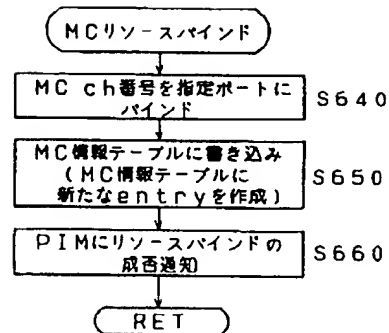 MCリソースバインド
MC ch番号を指定ポートに
バインド
S640
MC情報テーブルに書き込み
(MC情報テーブルに
新たなentryを作成)
S650
PIMにリソースバインドの
成否通知
S660
RET